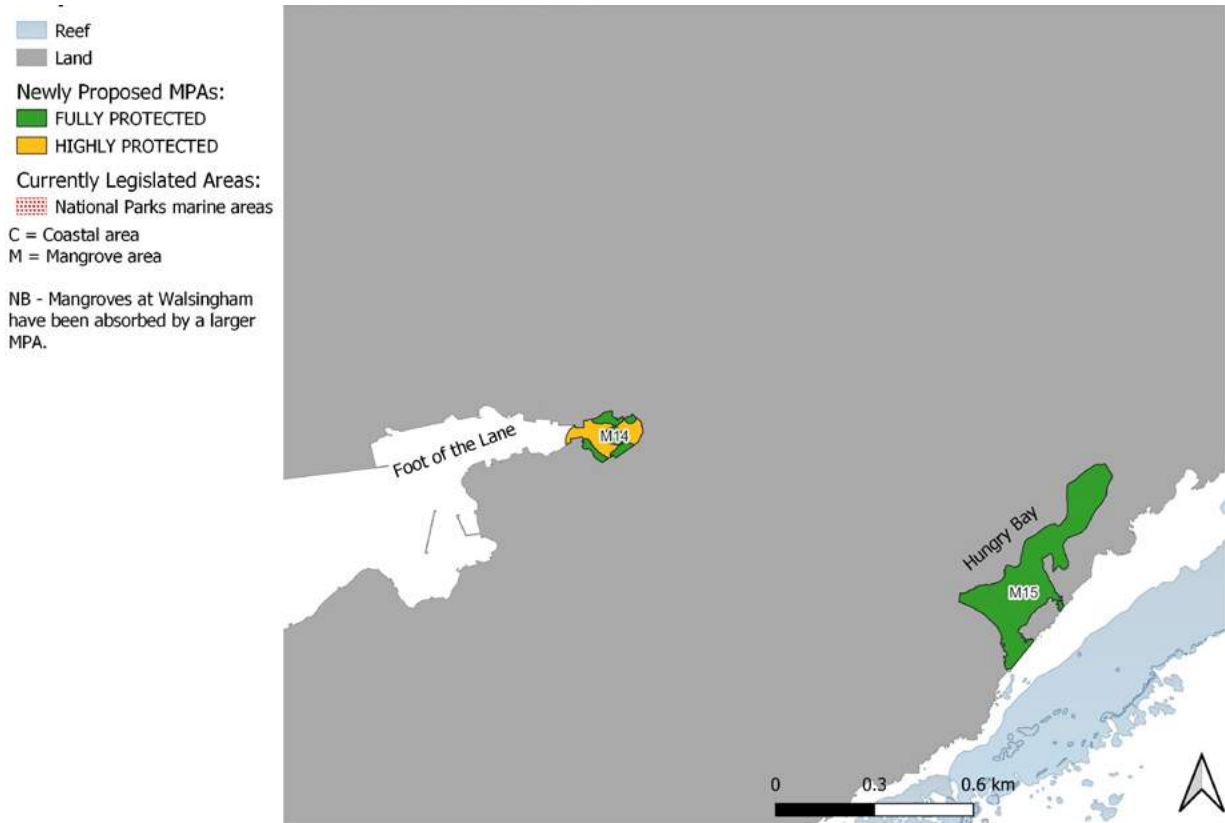 Reef
Land
Newly Proposed MPAs:
FULLY PROTECTED
HIGHLY PROTECTED
Currently Legislated Areas:
National Parks marine areas
C = Coastal area
M = Mangrove area
NB - Mangroves at Walsingham
have been absorbed by a larger
MPA.
Foot of the Lane
M14
Hungry Bay
M15
0 0.3 0.6 km